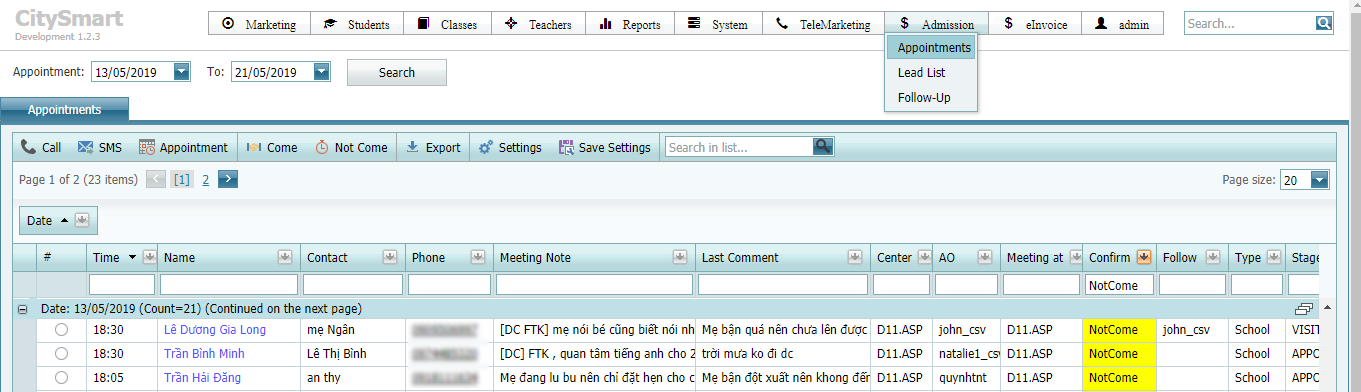 CitySmart
Development 1.2.3
Marketing Students Classes Teachers Reports System TeleMarketing $ Admission $ eInvoice admin Search...
Appointments
Lead List
Follow-Up
Appointment: 13/05/2019 To: 21/05/2019 Search
Appointments
Call SMS Appointment Come Not Come Export Settings Save Settings Search in list...
Page 1 of 2 (23 items) [1] 2 Page size: 20
Date
# Time Name Contact Phone Meeting Note Last Comment Center AO Meeting at Confirm Follow Type Stage
NotCome
Date: 13/05/2019 (Count=21) (Continued on the next page)
18:30 Lê Dương Gia Long mẹ Ngân [DC FTK] mẹ nói bé cũng biết nói nh Mẹ bận quá nên chưa lên được D11.ASP john_csv D11.ASP NotCome john_csv School VISIT
18:30 Trần Bình Minh Lê Thị Bình [DC] FTK , quan tâm tiếng anh cho 2 trời mưa ko đi dc D11.ASP natalie1_csv D11.ASP NotCome School APPO
18:05 Trần Hải Đăng an thy Mẹ đang lu bu nên chỉ đặt hẹn cho c Mẹ bận đột xuất nên khong đến D11.ASP quynhtnt D11.ASP NotCome School APPO